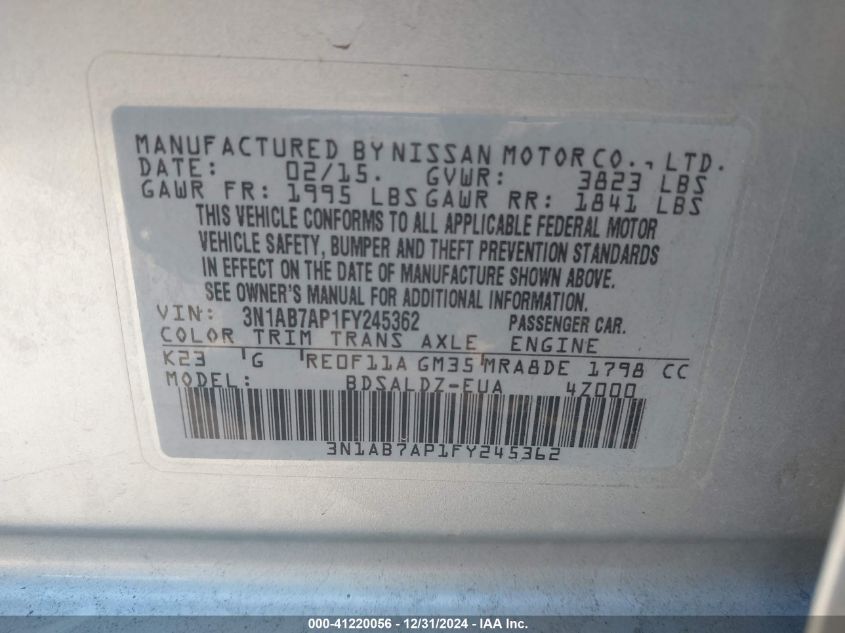 MANUFACTURED BY NISSAN MOTOR CO., LTD.
DATE: 02/15. GVWR: 3823 LBS
GAWR FR: 1995 LBS GAWR RR: 1841 LBS
THIS VEHICLE CONFORMS TO ALL APPLICABLE FEDERAL MOTOR
VEHICLE SAFETY, BUMPER AND THEFT PREVENTION STANDARDS
IN EFFECT ON THE DATE OF MANUFACTURE SHOWN ABOVE.
SEE OWNER'S MANUAL FOR ADDITIONAL INFORMATION.
VIN: 3N1AB7AP1FY245362 PASSENGER CAR.
COLOR TRIM TRANS AXLE ENGINE
K23 G RE0F11A GM35 MRA8DE 1798 CC
MODEL: BDSALDZ-EUA 4Z000
3N1AB7AP1FY245362
000-41220056 - 12/31/2024 - IAA Inc.